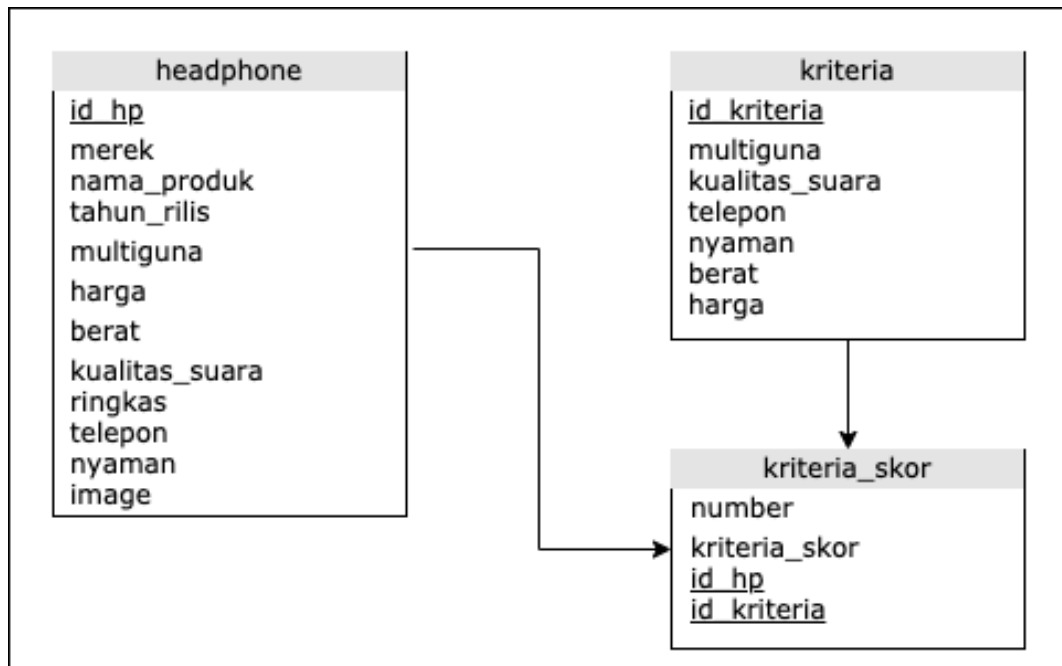 headphone
id_hp
merek
nama_produk
tahun_rilis
multiguna
harga
berat
kualitas_suara
ringkas
telepon
nyaman
image
kriteria
id_kriteria
multiguna
kualitas_suara
telepon
nyaman
berat
harga
kriteria_skor
number
kriteria_skor
id_hp
id_kriteria